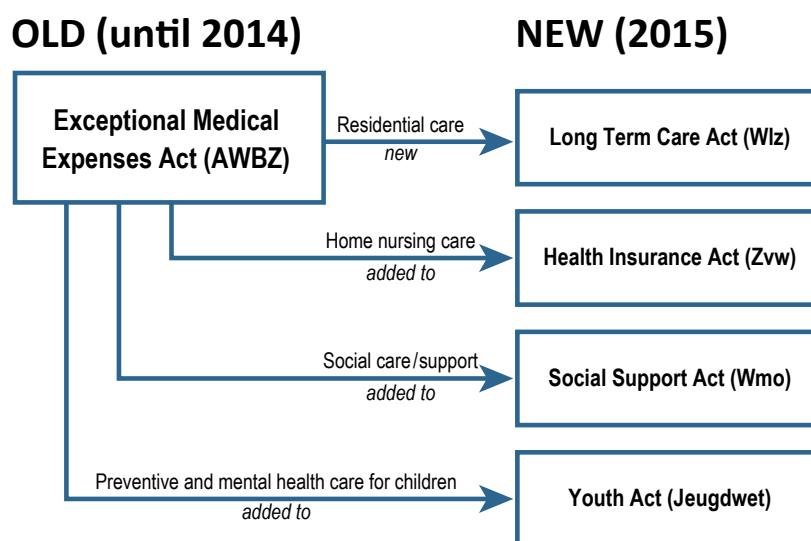 OLD (until 2014)
NEW (2015)
Exceptional Medical
Expenses Act (AWBZ)
Residential care
new
Long Term Care Act (Wlz)
Home nursing care
added to
Health Insurance Act (Zvw)
Social care/support
added to
Social Support Act (Wmo)
Preventive and mental health care for children
added to
Youth Act (Jeugdwet)